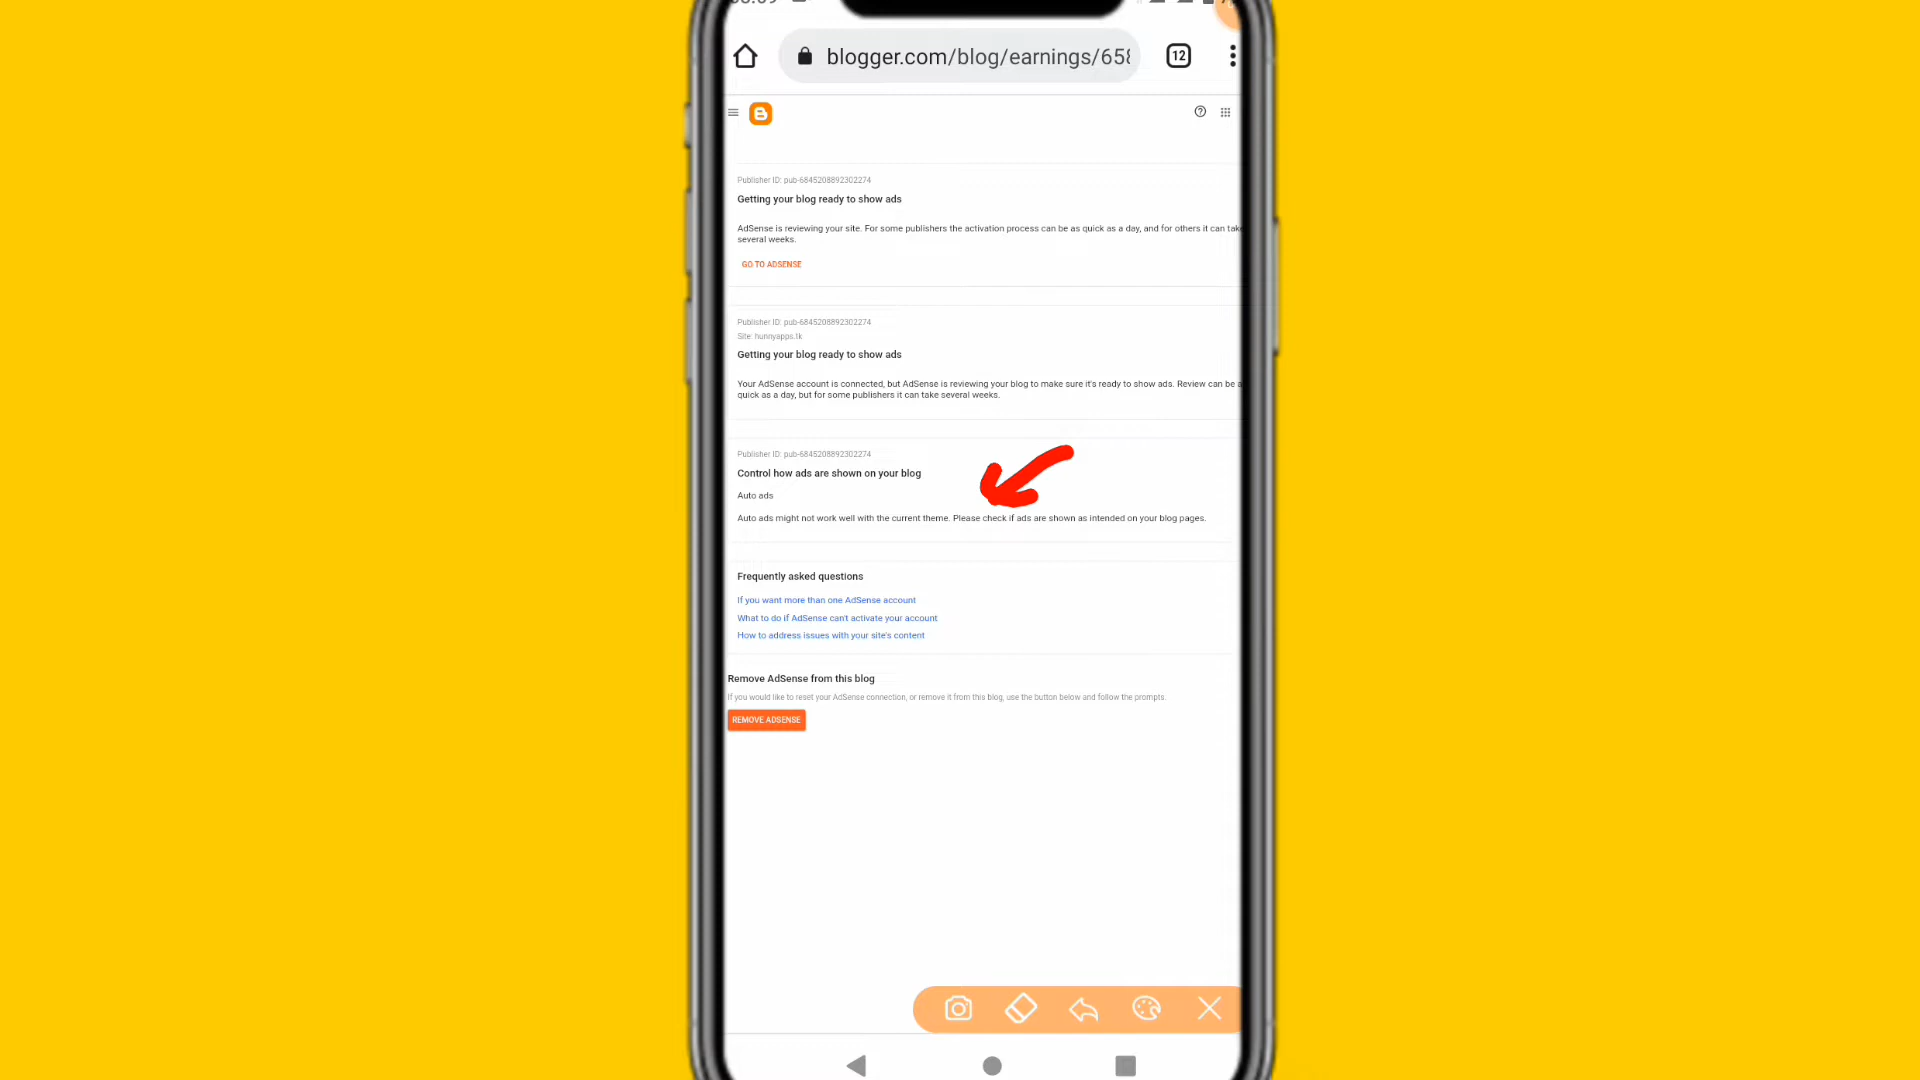 blogger.com/blog/earnings/658
12
Publisher ID: pub-6845208892302274
Getting your blog ready to show ads
AdSense is reviewing your site. For some publishers the activation process can be as quick as a day, and for others it can take
several weeks.
GO TO ADSENSE
Publisher ID: pub-6845208892302274
Site: hunnyapps.tk
Getting your blog ready to show ads
Your AdSense account is connected, but AdSense is reviewing your blog to make sure it's ready to show ads. Review can be a
quick as a day, but for some publishers it can take several weeks.
Publisher ID: pub-6845208892302274
Control how ads are shown on your blog
Auto ads
Auto ads might not work well with the current theme. Please check if ads are shown as intended on your blog pages.
Frequently asked questions
If you want more than one AdSense account
What to do if AdSense can't activate your account
How to address issues with your site's content
Remove AdSense from this blog
If you would like to reset your AdSense connection, or remove it from this blog, use the button below and follow the prompts.
REMOVE ADSENSE